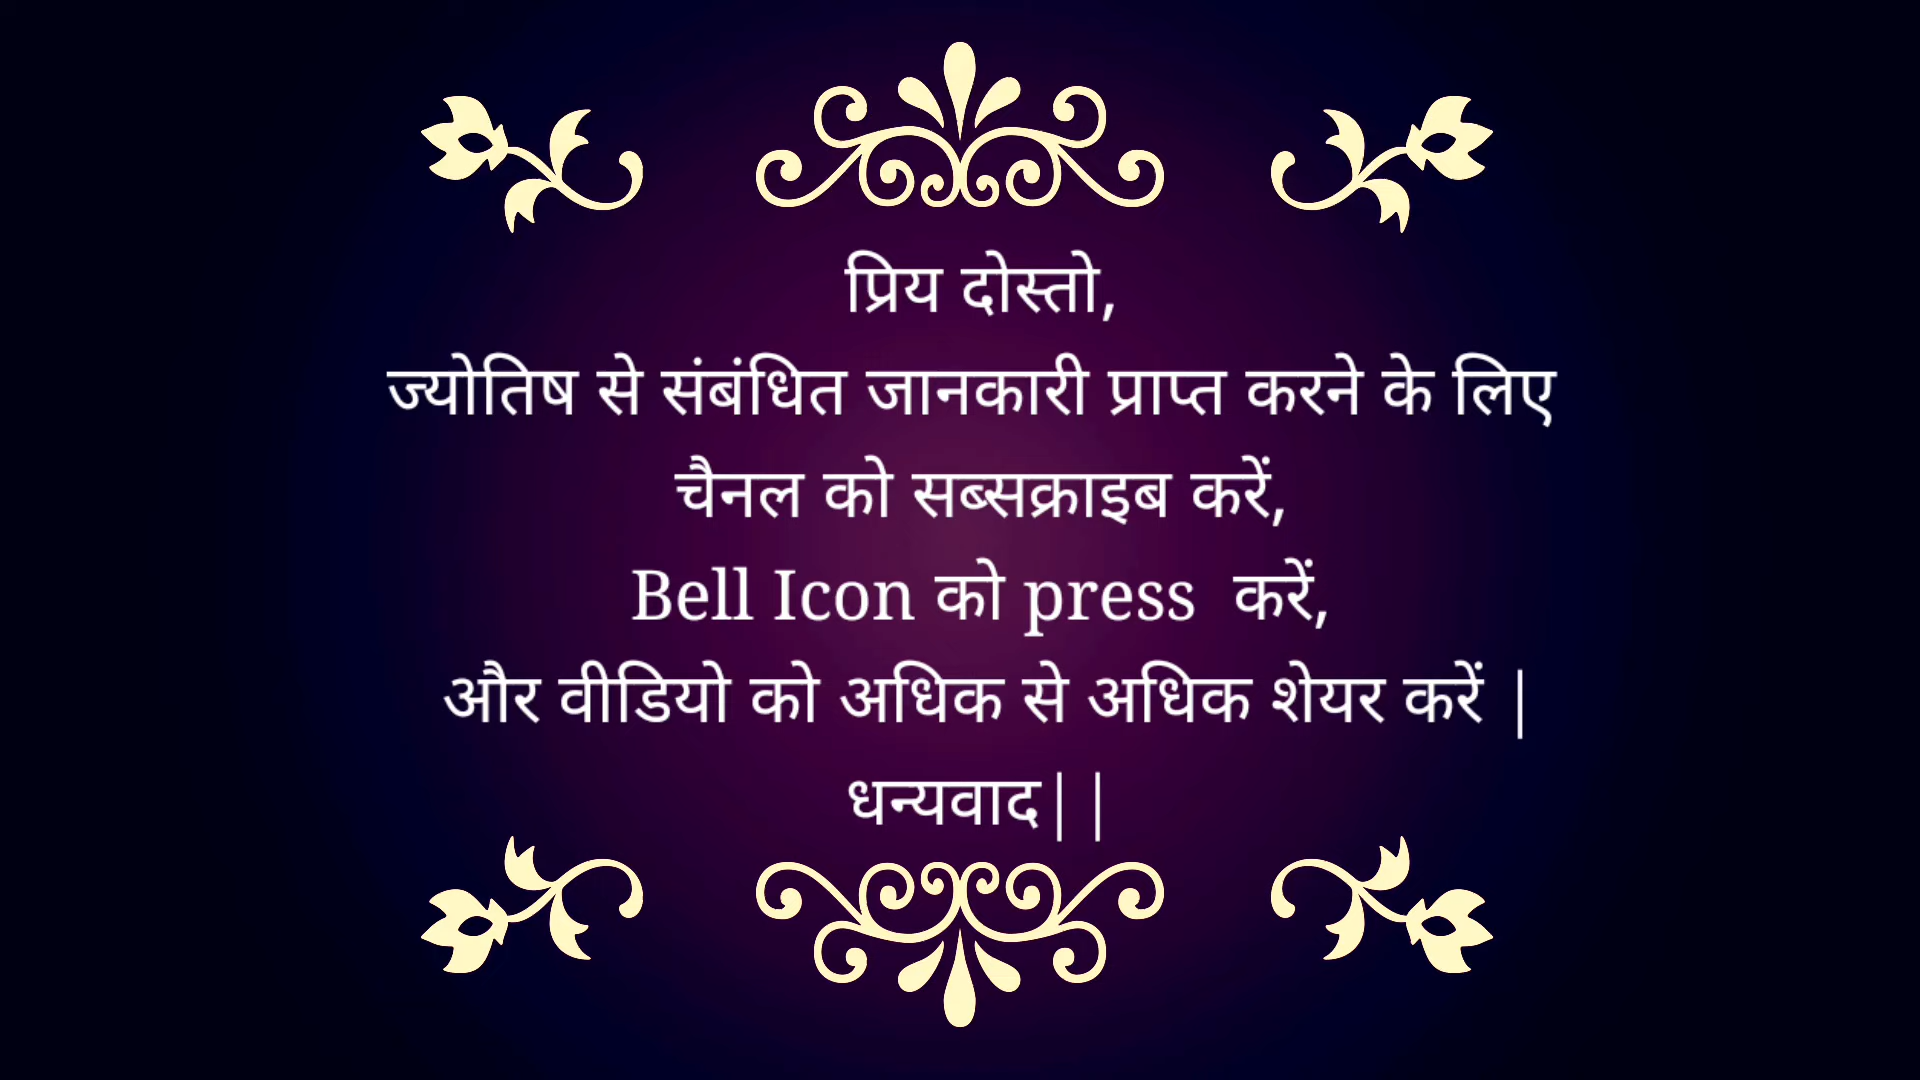 प्रिय दोस्तो,
ज्योतिष से संबंधित जानकारी प्राप्त करने के लिए
चैनल को सब्सक्राइब करें,
Bell Icon को press  करें,
और वीडियो को अधिक से अधिक शेयर करें |
धन्यवाद||